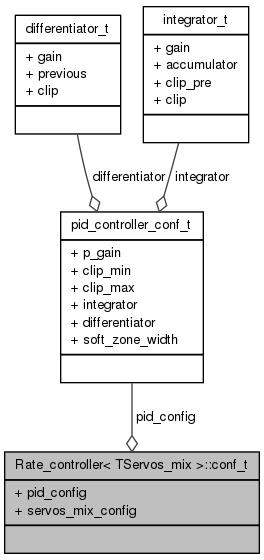 differentiator_t
+ gain
+ previous
+ clip
integrator_t
+ gain
+ accumulator
+ clip_pre
+ clip
differentiator
integrator
pid_controller_conf_t
+ p_gain
+ clip_min
+ clip_max
+ integrator
+ differentiator
+ soft_zone_width
pid_config
Rate_controller< TServos_mix >::conf_t
+ pid_config
+ servos_mix_config